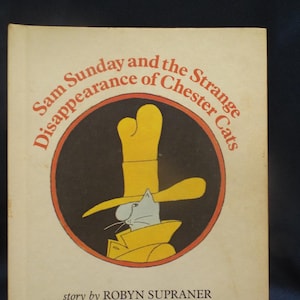 Sam Sunday and the Strange
Disappearance of Chester Cats
story by ROBYN SUPRANER